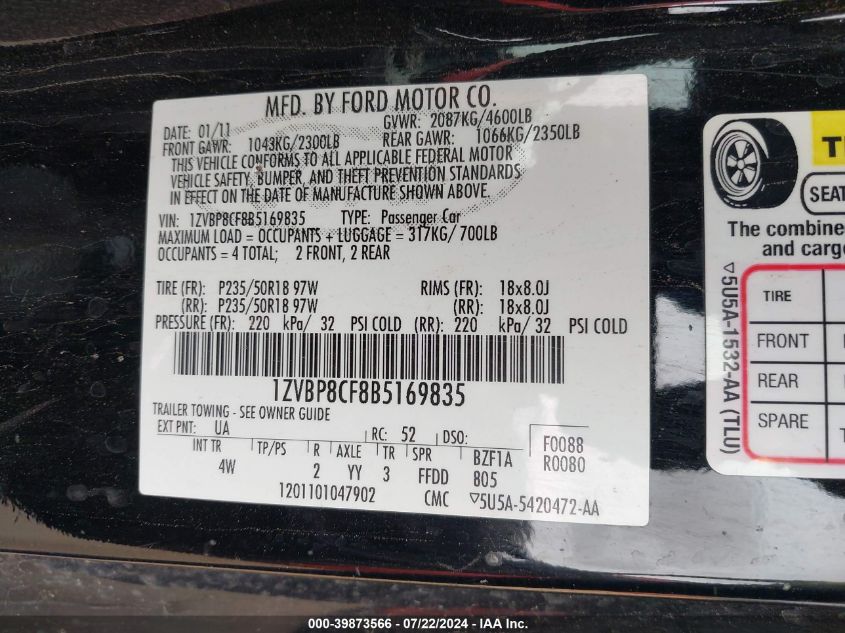 MFD. BY FORD MOTOR CO.
DATE: 01/11 GVWR: 2087KG/4600LB
FRONT GAWR: 1043KG/2300LB REAR GAWR: 1066KG/2350LB
THIS VEHICLE CONFORMS TO ALL APPLICABLE FEDERAL MOTOR
VEHICLE SAFETY, BUMPER, AND THEFT PREVENTION STANDARDS
IN EFFECT ON THE DATE OF MANUFACTURE SHOWN ABOVE.
VIN: 1ZVBP8CF8B5169835 TYPE: Passenger Car
MAXIMUM LOAD = OCCUPANTS + LUGGAGE = 317KG/ 700LB
OCCUPANTS = 4 TOTAL; 2 FRONT, 2 REAR
TIRE (FR): P235/50R18 97W RIMS (FR): 18x8.0J
(RR): P235/50R18 97W (RR): 18x8.0J
PRESSURE (FR): 220 kPa/ 32 PSI COLD (RR): 220 kPa/ 32 PSI COLD
1ZVBP8CF8B5169835
TRAILER TOWING - SEE OWNER GUIDE
EXT PNT: UA RC: 52 DSO:
INT TR TP/PS R AXLE TR SPR BZF1A F0088
4W 2 YY 3 FFDD 805 R0080
1201101047902 CMC ▽5U5A-5420472-AA
SEAT
The combine
and cargo
TIRE
FRONT
REAR
SPARE
▽5U5A-1532-AA (TLU)
000-39873566 - 07/22/2024 - IAA Inc.